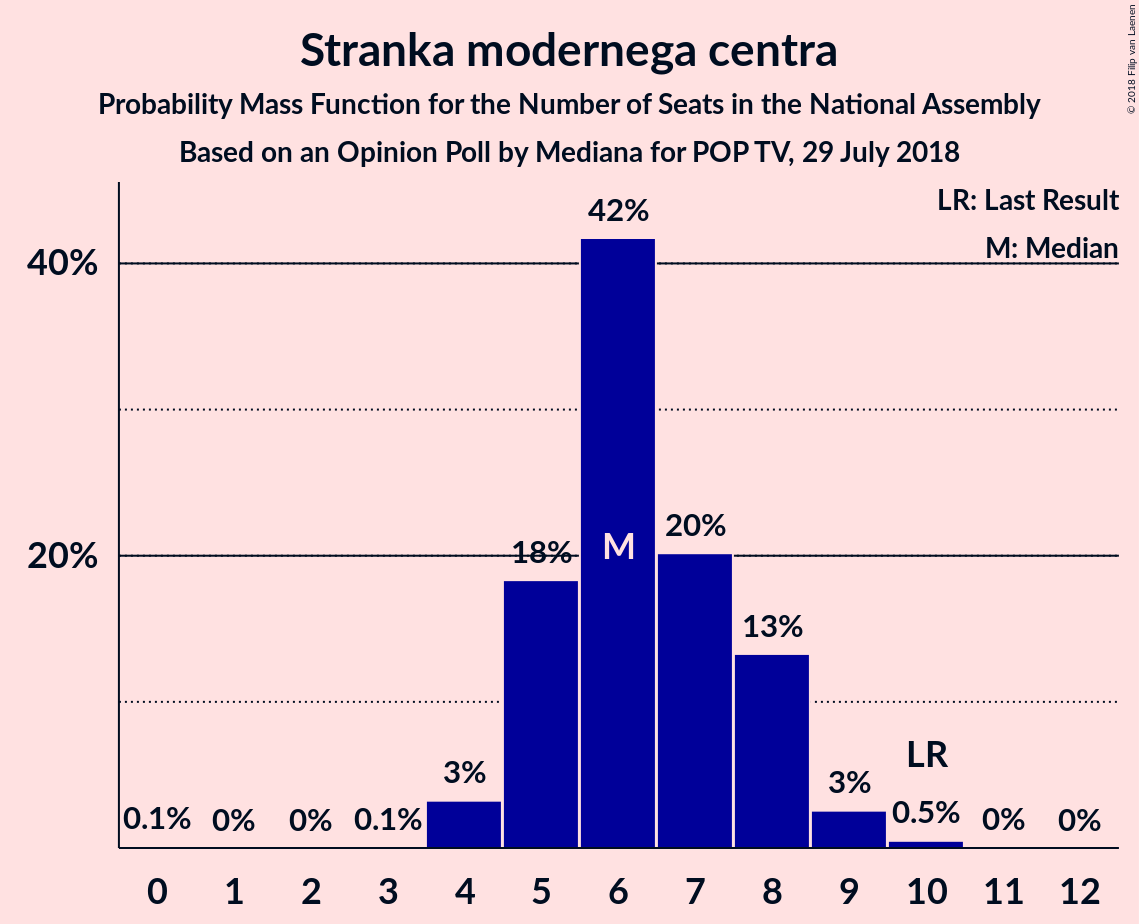 Stranka modernega centra
Probability Mass Function for the Number of Seats in the National Assembly
Based on an Opinion Poll by Mediana for POP TV, 29 July 2018
© 2018 Filip van Laenen
LR: Last Result
M: Median
42%
40%
20%
18%
M
20%
13%
LR
3%
3%
0.1%
0%
0%
0.1%
0.5%
0%
0%
0 1 2 3 4 5 6 7 8 9 10 11 12